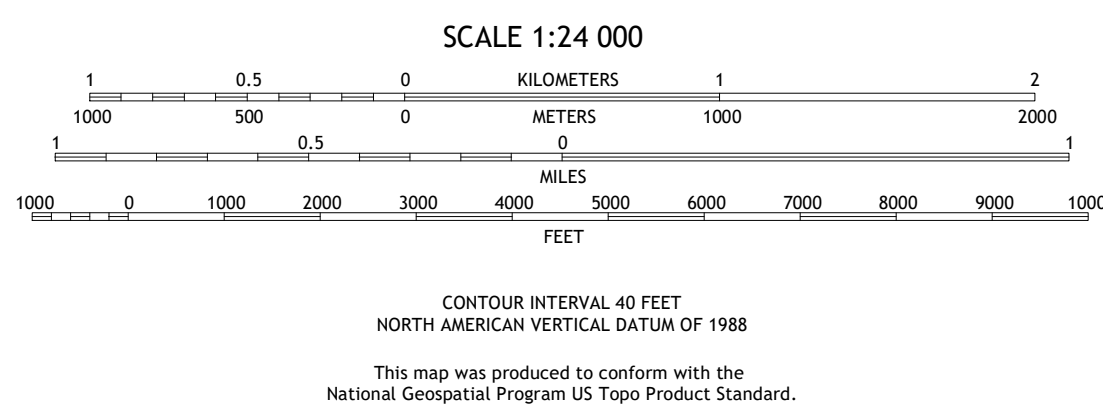 SCALE 1:24 000
1 0.5 0 KILOMETERS 1 2
1000 500 0 METERS 1000 2000
1 0.5 0 1
MILES
1000 0 1000 2000 3000 4000 5000 6000 7000 8000 9000 1000
FEET
CONTOUR INTERVAL 40 FEET
NORTH AMERICAN VERTICAL DATUM OF 1988
This map was produced to conform with the
National Geospatial Program US Topo Product Standard.